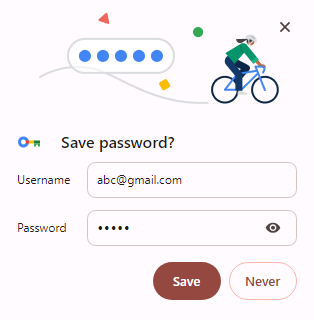 Save password?
Username abc@gmail.com
Password •••••
Save Never